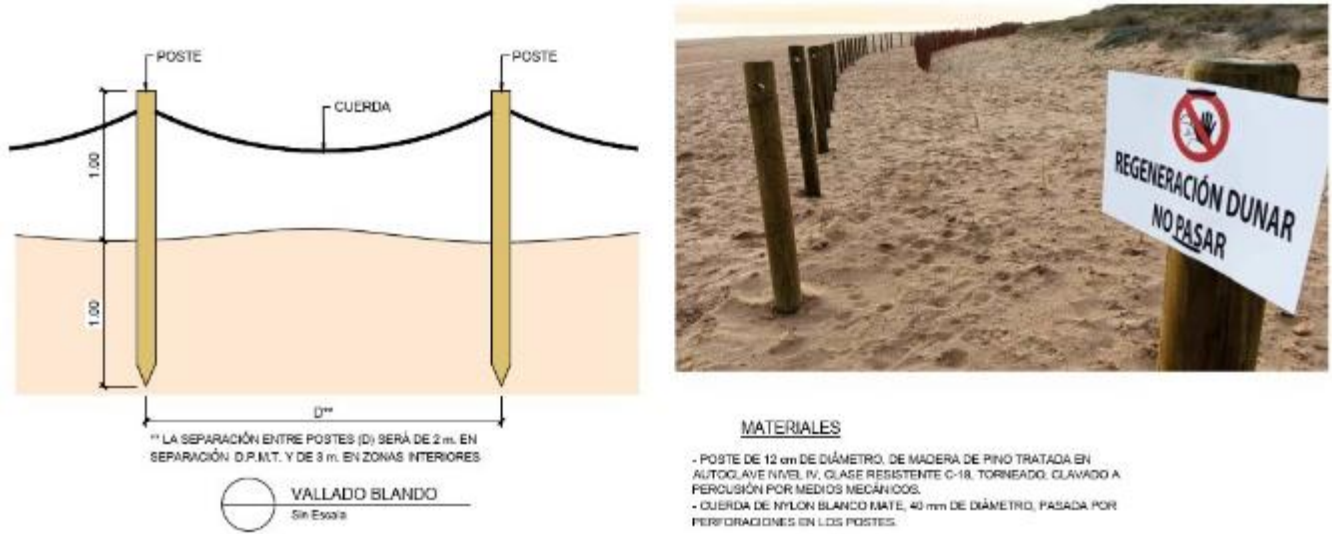 POSTE
POSTE
CUERDA
1.00
1.00
D**
** LA SEPARACIÓN ENTRE POSTES (D) SERÁ DE 2 m. EN
SEPARACIÓN D.P.M.T. Y DE 3 m. EN ZONAS INTERIORES
VALLADO BLANDO
Sin Escala
REGENERACIÓN DUNAR
NO PASAR
MATERIALES
- POSTE DE 12 cm DE DIÁMETRO, DE MADERA DE PINO TRATADA EN
AUTOCLAVE NIVEL IV, CLASE RESISTENTE C-18, TORNEADO, CLAVADO A
PERCUSIÓN POR MEDIOS MECÁNICOS.
- CUERDA DE NYLON BLANCO MATE, 40 mm DE DIÁMETRO, PASADA POR
PERFORACIONES EN LOS POSTES.